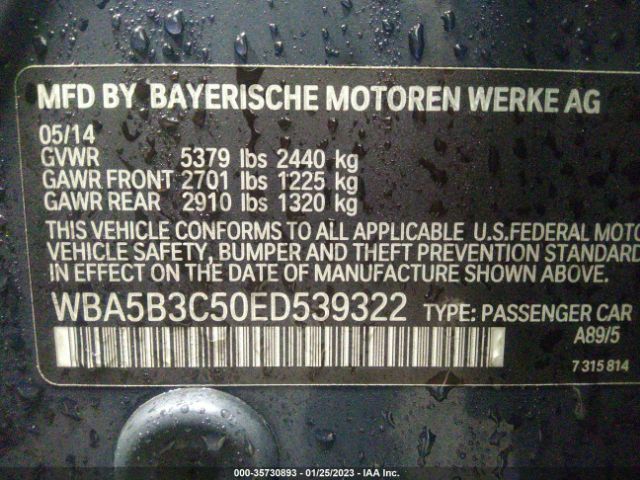 MFD BY BAYERISCHE MOTOREN WERKE AG
05/14
GVWR 5379 lbs 2440 kg
GAWR FRONT 2701 lbs 1225 kg
GAWR REAR 2910 lbs 1320 kg
THIS VEHICLE CONFORMS TO ALL APPLICABLE U.S.FEDERAL MOTO
VEHICLE SAFETY, BUMPER AND THEFT PREVENTION STANDARD
IN EFFECT ON THE DATE OF MANUFACTURE SHOWN ABOVE.
WBA5B3C50ED539322 TYPE: PASSENGER CAR
A89/5
7 315 814
000-35730893 - 01/25/2023 - IAA Inc.